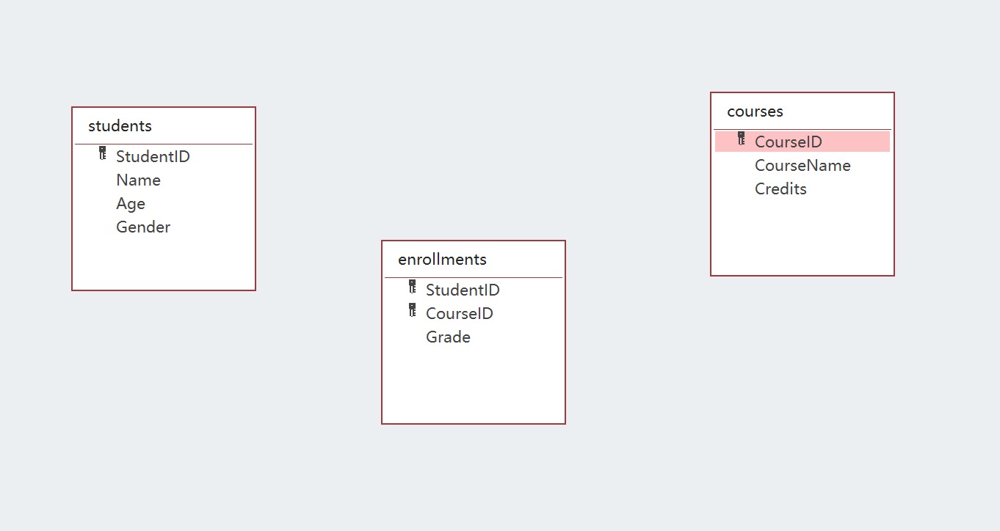 students
StudentID
Name
Age
Gender
enrollments
StudentID
CourseID
Grade
courses
CourseID
CourseName
Credits